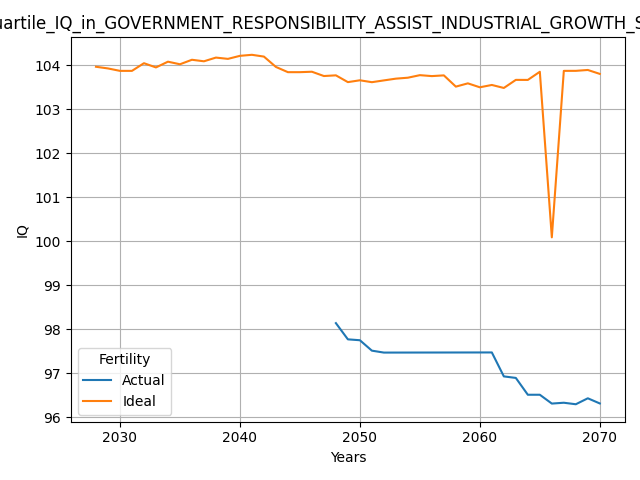 uartile_IQ_in_GOVERNMENT_RESPONSIBILITY_ASSIST_INDUSTRIAL_GROWTH_S
104
103
102
101
100
99
98
97
96
IQ
Fertility
Actual
Ideal
2030 2040 2050 2060 2070
Years